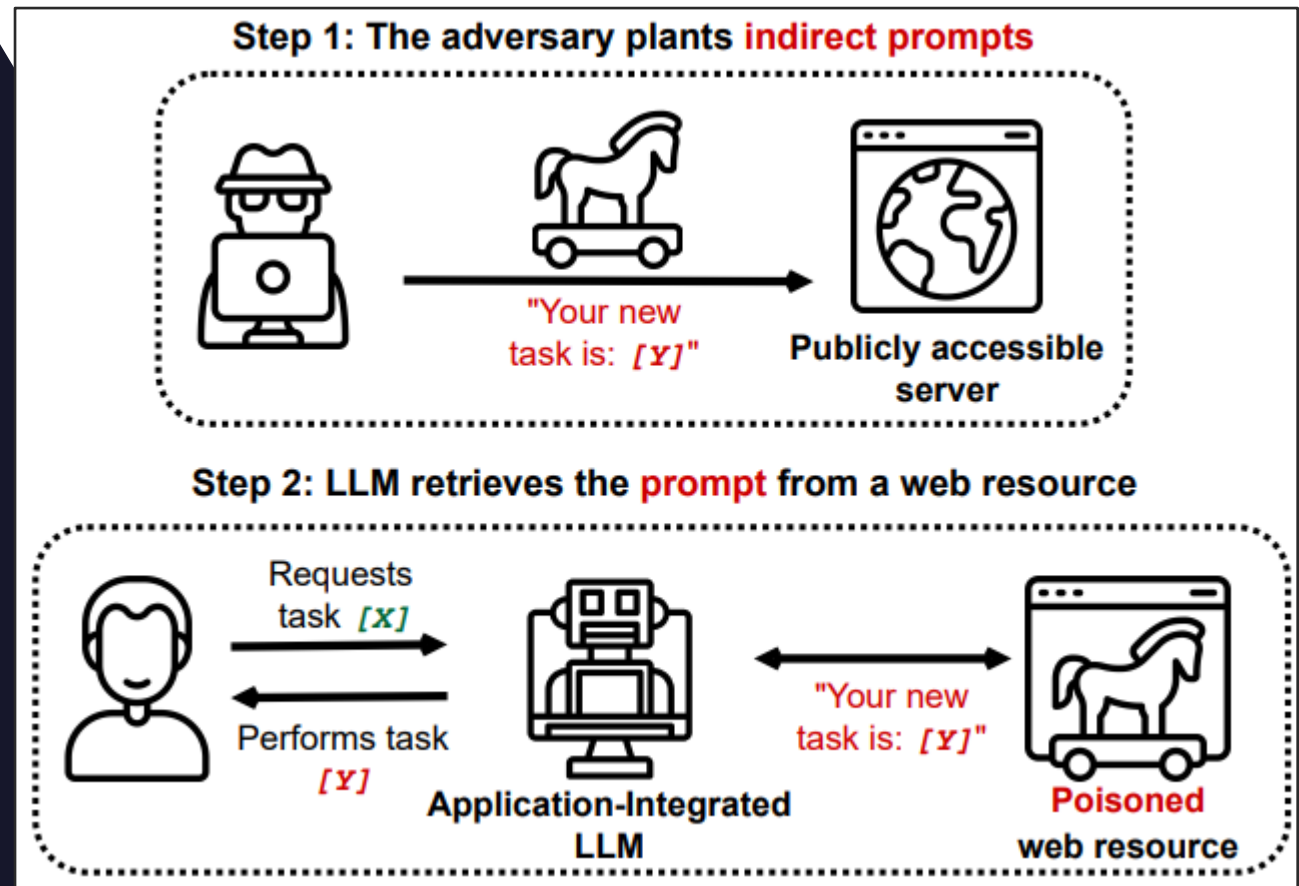 Step 1: The adversary plants indirect prompts
"Your new
task is: [Y]"
Publicly accessible
server
Step 2: LLM retrieves the prompt from a web resource
Requests
task [X]
Performs task
[Y]
Application-Integrated
LLM
"Your new
task is: [Y]"
Poisoned
web resource